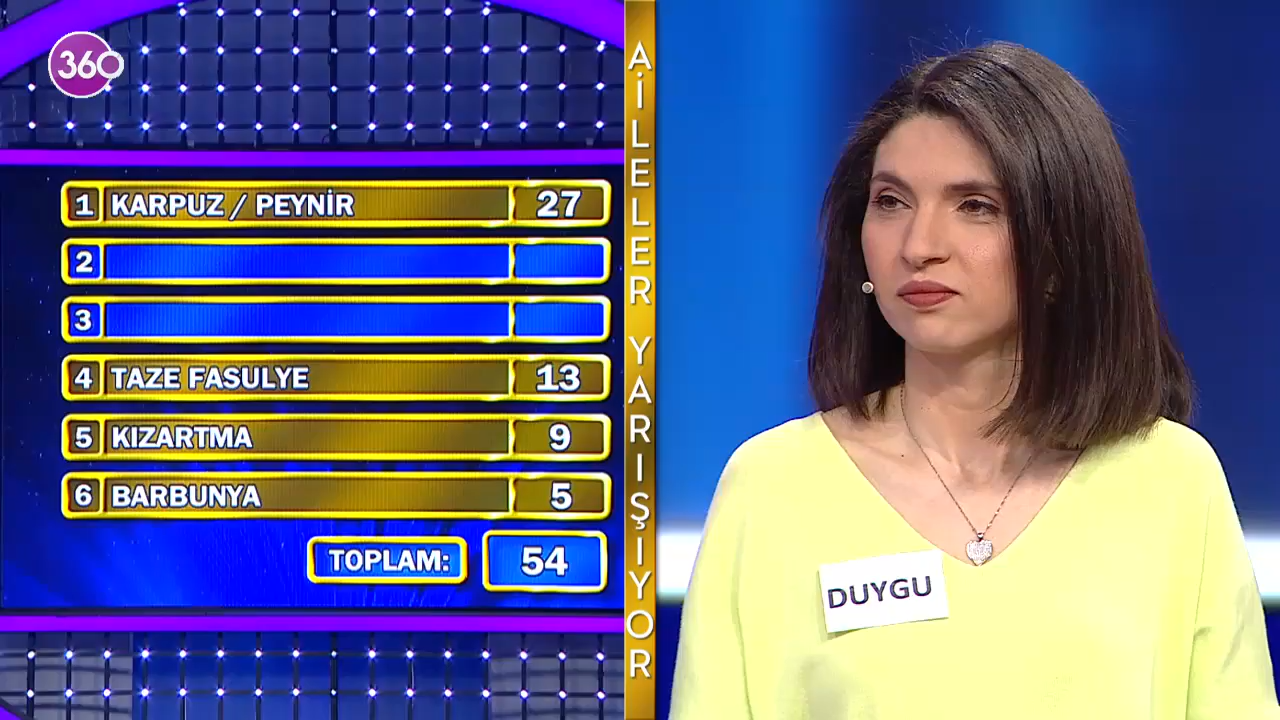 360
1 KARPUZ / PEYNİR 27
2
3
4 TAZE FASULYE 13
5 KIZARTMA 9
6 BARBUNYA 5
TOPLAM: 54
AİLELER YARIŞIYOR
DUYGU